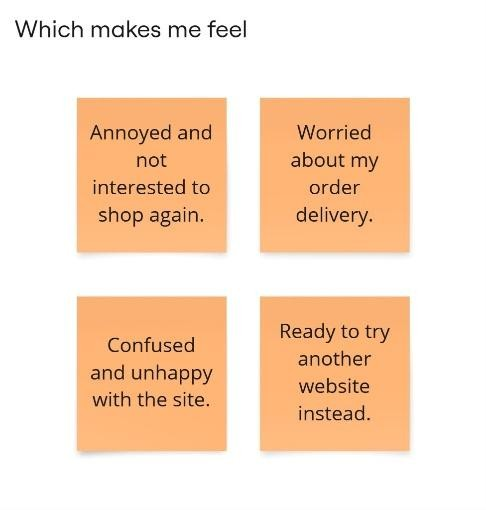 Which makes me feel
Annoyed and
not
interested to
shop again.
Worried
about my
order
delivery.
Confused
and unhappy
with the site.
Ready to try
another
website
instead.